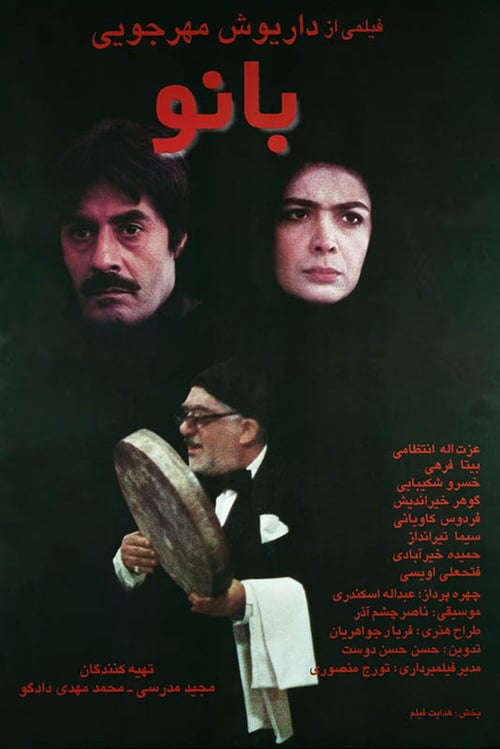 فیلمی از داریوش مهرجویی
بانو
عزت اله انتظامی
بیتا فرهی
خسرو شکیبایی
گوهر خیراندیش
فردوس کاویانی
سیما تیرانداز
حمیده خیرآبادی
فتحعلی اویسی
چهره پرداز: عبداله اسکندری
موسیقی: ناصر چشم آذر
طراح هنری: فریار جواهریان
تدوین: حسن حسن دوست
مدیر فیلمبرداری: تورج منصوری
تهیه کنندگان
مجید مدرسی ـ محمد مهدی دادگو
پخش: هدایت فیلم